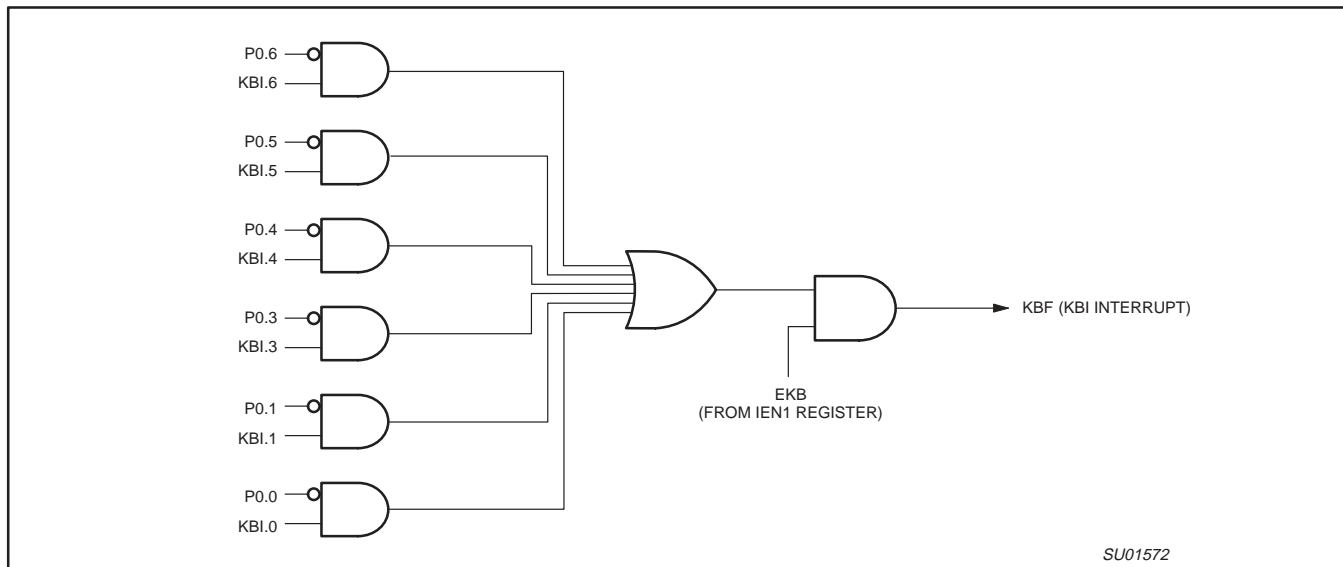 P0.6
KBI.6
P0.5
KBI.5
P0.4
KBI.4
P0.3
KBI.3
P0.1
KBI.1
P0.0
KBI.0
EKB
(FROM IEN1 REGISTER)
KBF (KBI INTERRUPT)
SU01572